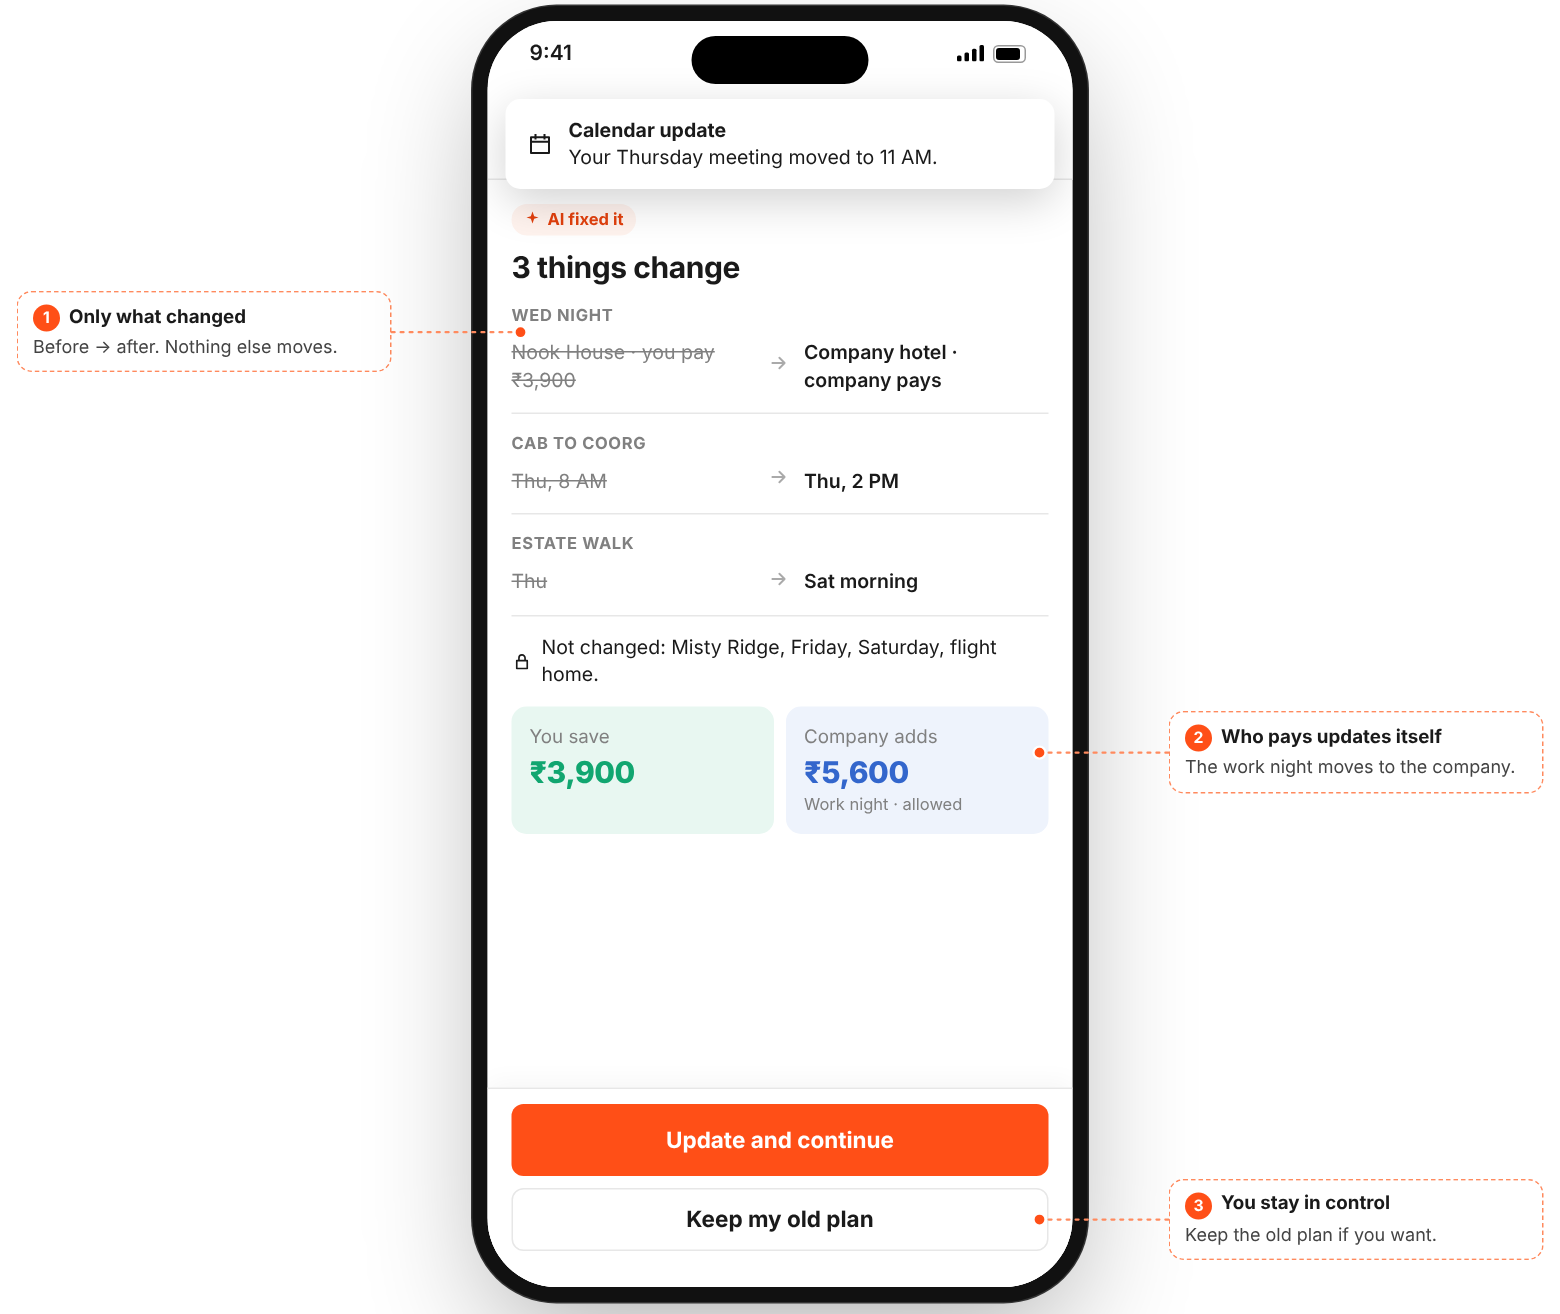 9:41
Calendar update
Your Thursday meeting moved to 11 AM.
AI fixed it
3 things change
1 Only what changed
Before → after. Nothing else moves.
WED NIGHT
Nook House · you pay
₹3,900
→
Company hotel ·
company pays
CAB TO COORG
Thu, 8 AM → Thu, 2 PM
ESTATE WALK
Thu → Sat morning
Not changed: Misty Ridge, Friday, Saturday, flight
home.
You save
₹3,900
Company adds
₹5,600
Work night · allowed
2 Who pays updates itself
The work night moves to the company.
Update and continue
Keep my old plan
3 You stay in control
Keep the old plan if you want.